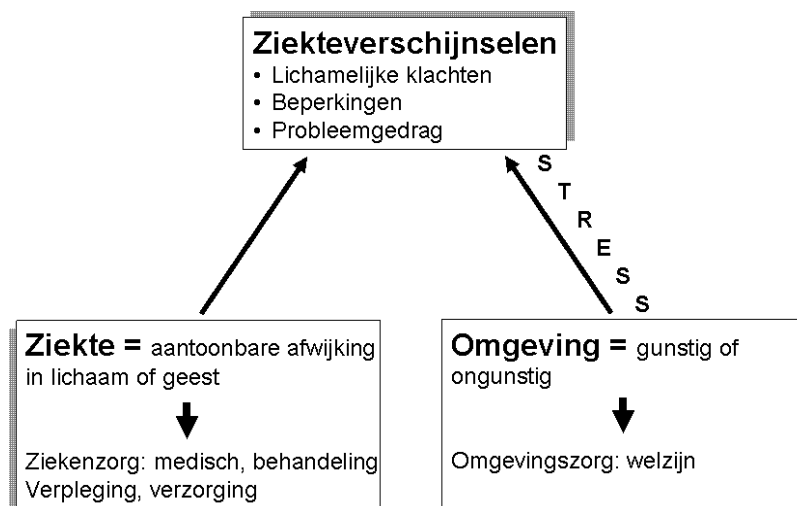 Ziekteverschijnselen
• Lichamelijke klachten
• Beperkingen
• Probleemgedrag
STRESS
Ziekte = aantoonbare afwijking
in lichaam of geest
Ziekenzorg: medisch, behandeling
Verpleging, verzorging
Omgeving = gunstig of
ongunstig
Omgevingszorg: welzijn